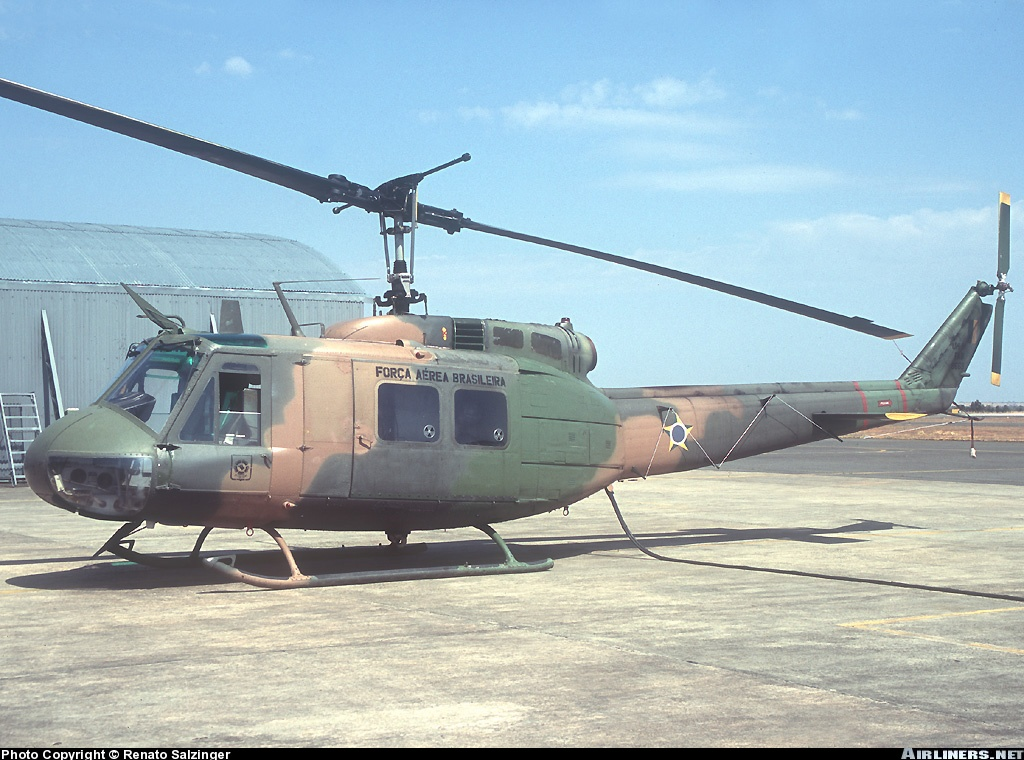 FORÇA AÉREA BRASILEIRA
Photo Copyright © Renato Salzinger
AIRLINERS.NET